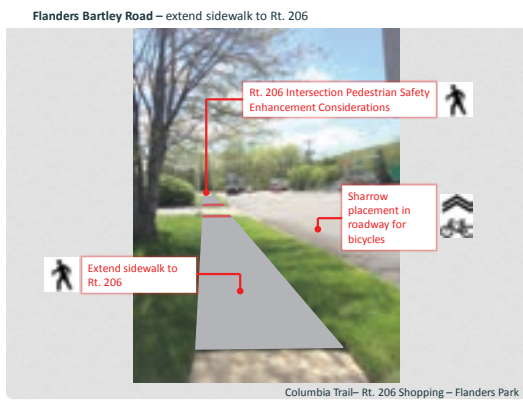 Flanders Bartley Road – extend sidewalk to Rt. 206
Rt. 206 Intersection Pedestrian Safety
Enhancement Considerations
Sharrow
placement in
roadway for
bicycles
Extend sidewalk to
Rt. 206
Columbia Trail– Rt. 206 Shopping – Flanders Park